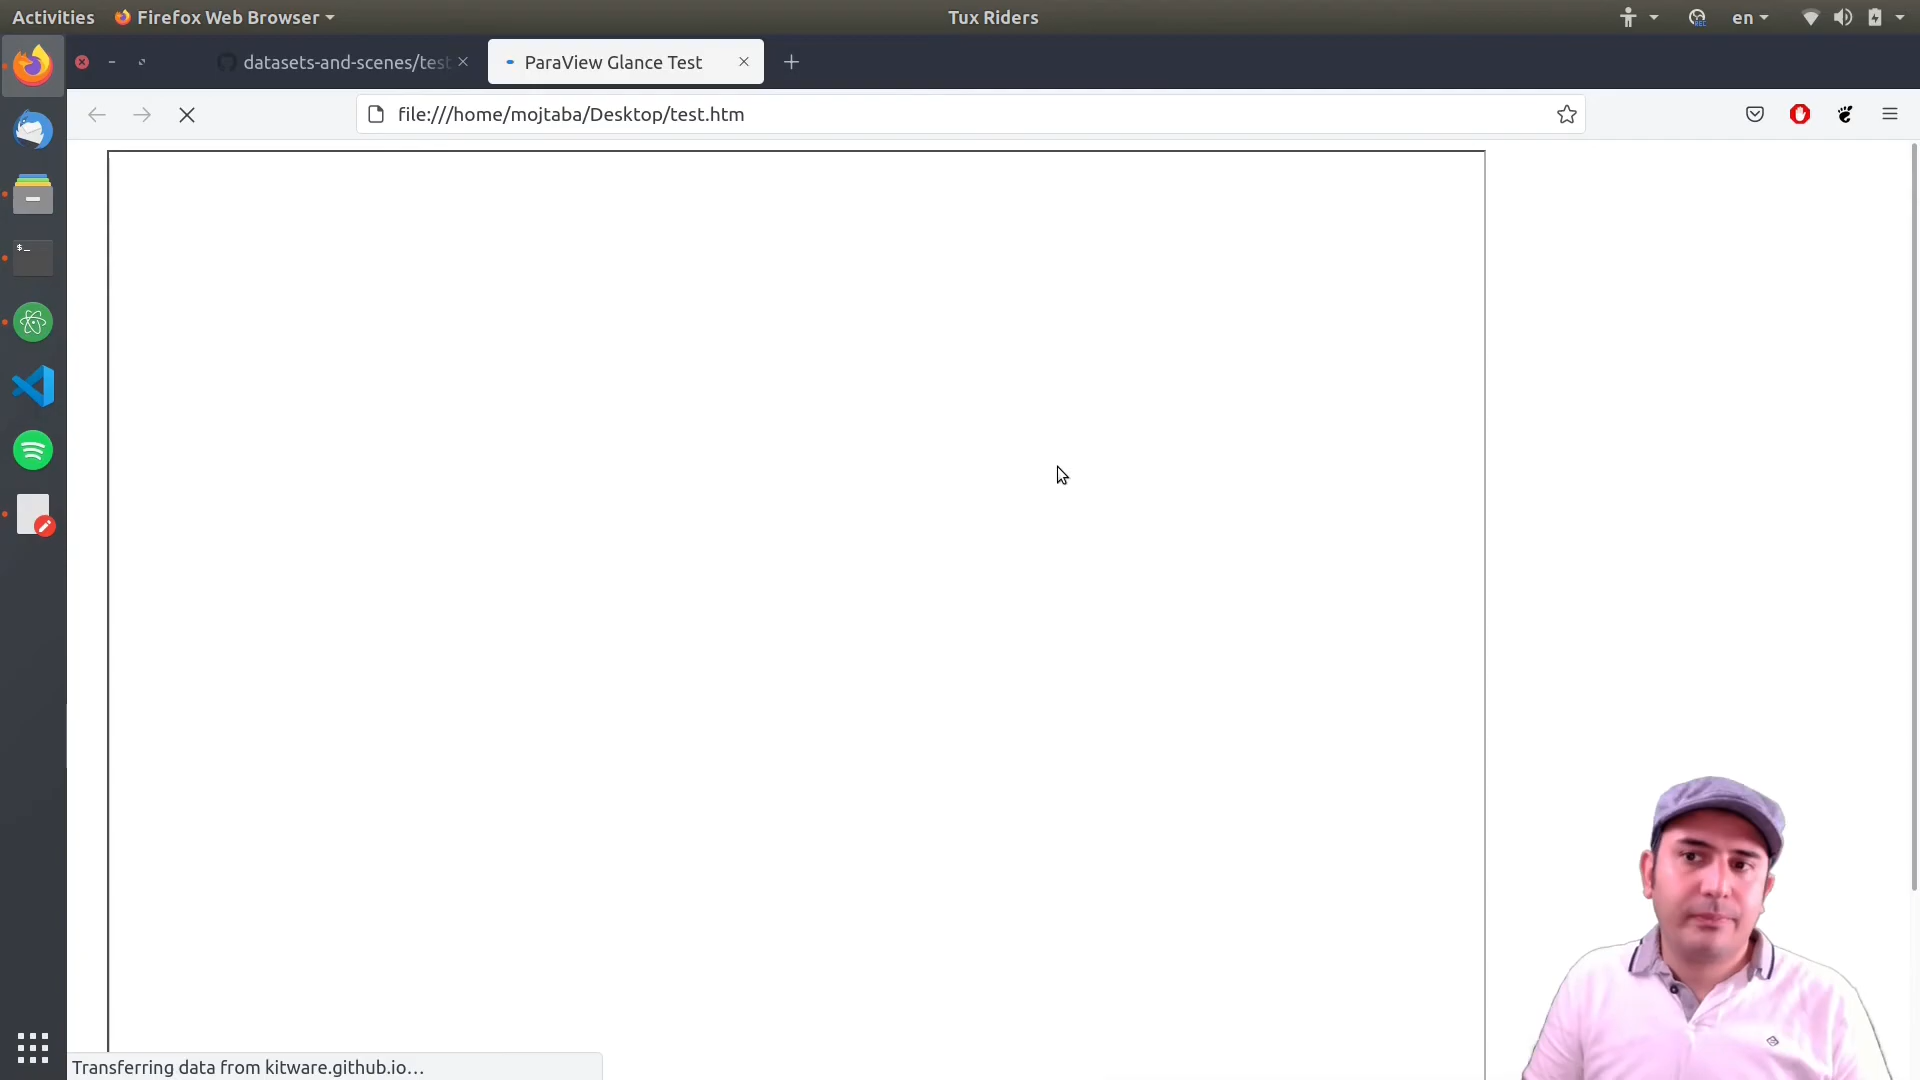 Activities
Firefox Web Browser
Tux Riders
en
datasets-and-scenes/test
ParaView Glance Test
file:///home/mojtaba/Desktop/test.htm
$_
Transferring data from kitware.github.io…